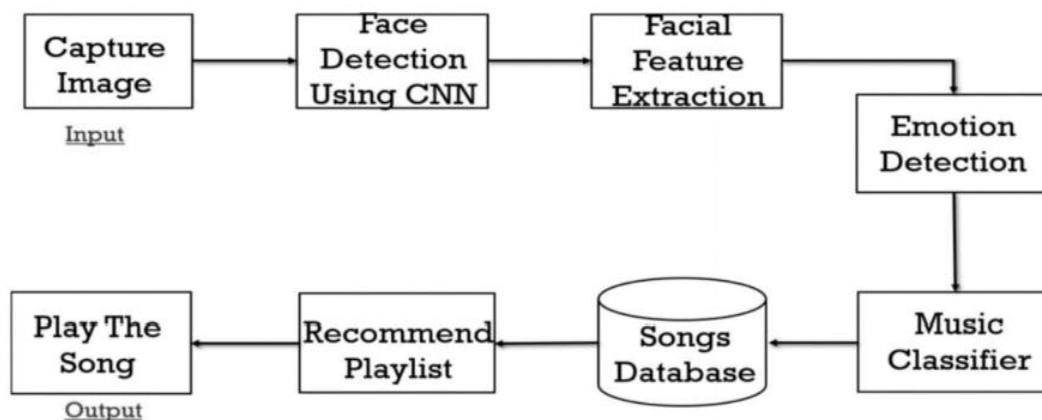 Capture
Image
Input
Face
Detection
Using CNN
Facial
Feature
Extraction
Emotion
Detection
Music
Classifier
Songs
Database
Recommend
Playlist
Play The
Song
Output